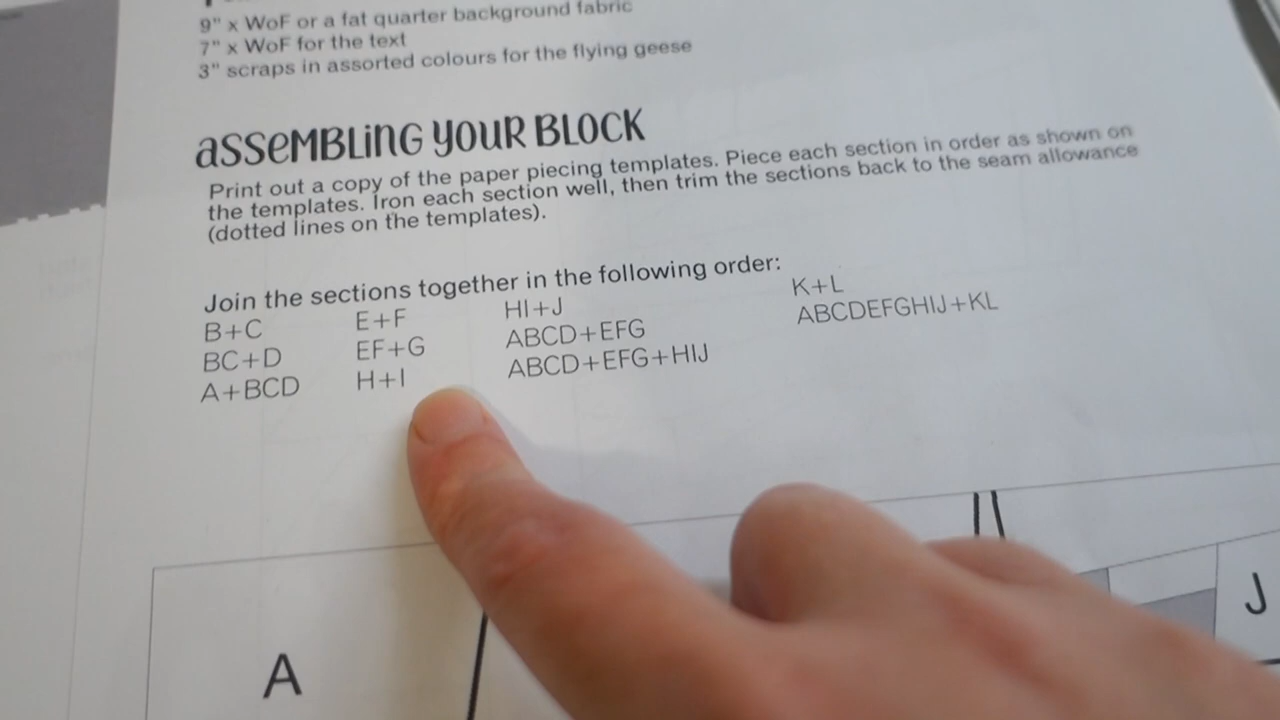 9" x WoF or a fat quarter background fabric
7" x WoF for the text
3" scraps in assorted colours for the flying geese
aSSeMBLiNG YOUR BLOCK
Print out a copy of the paper piecing templates. Piece each section in order as shown on
the templates. Iron each section well, then trim the sections back to the seam allowance
(dotted lines on the templates).
Join the sections together in the following order:
B+C
BC+D
A+BCD
E+F
EF+G
H+I
HI+J
ABCD+EFG
ABCD+EFG+HIJ
K+L
ABCDEFGHIJ+KL
A
J